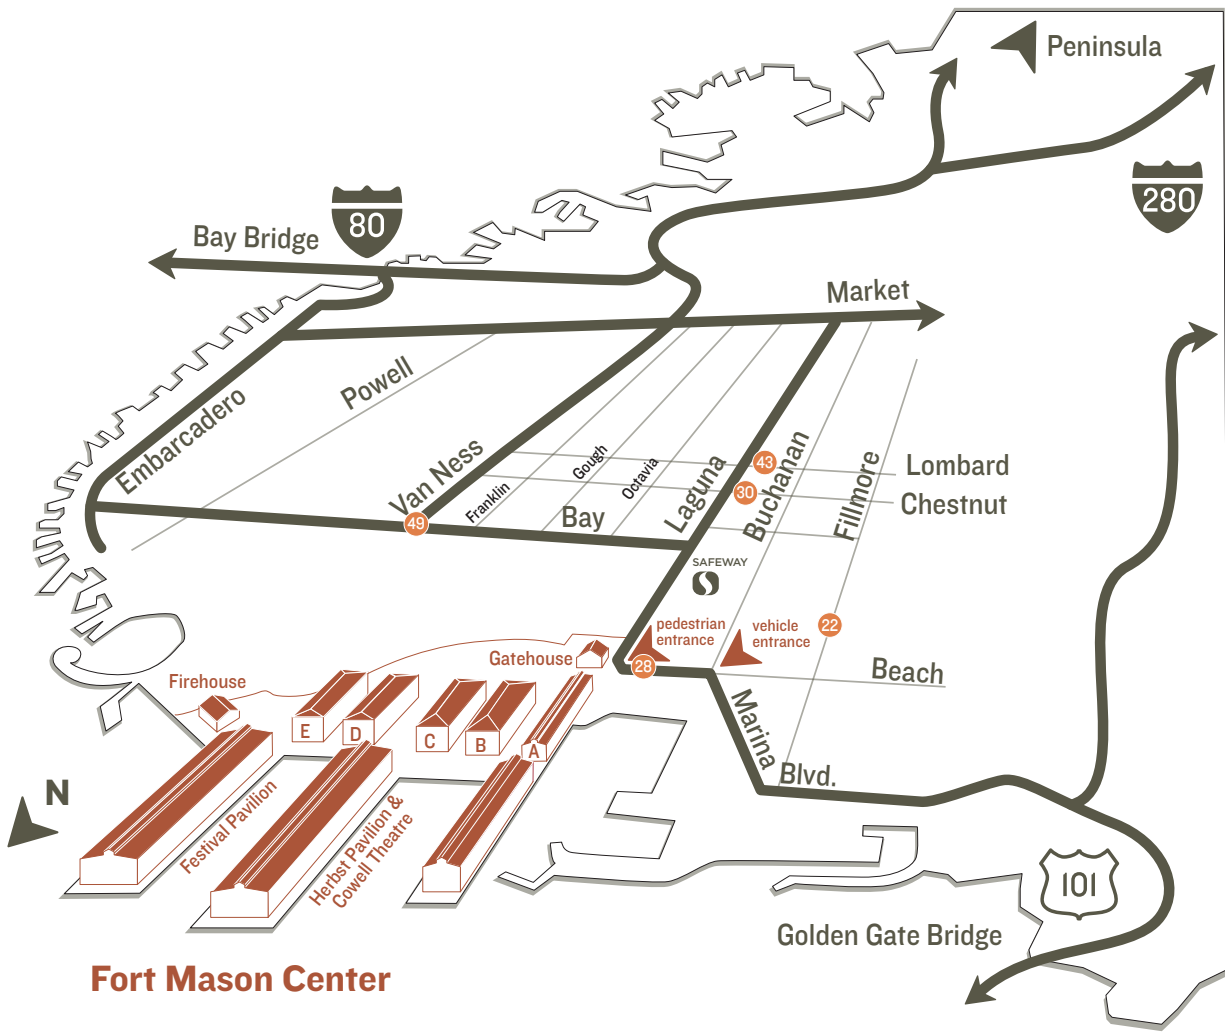 Peninsula
280
80
Bay Bridge
Market
Powell
Embarcadero
Van Ness
Franklin
Gough
Octavia
Laguna
Buchanan
Fillmore
Lombard
Chestnut
43
30
49
Bay
SAFEWAY
pedestrian
entrance
vehicle
entrance
22
28
Beach
Gatehouse
Firehouse
E
D
C
B
A
Marina
Blvd.
N
Festival Pavilion
Herbst Pavilion &
Cowell Theatre
101
Golden Gate Bridge
Fort Mason Center